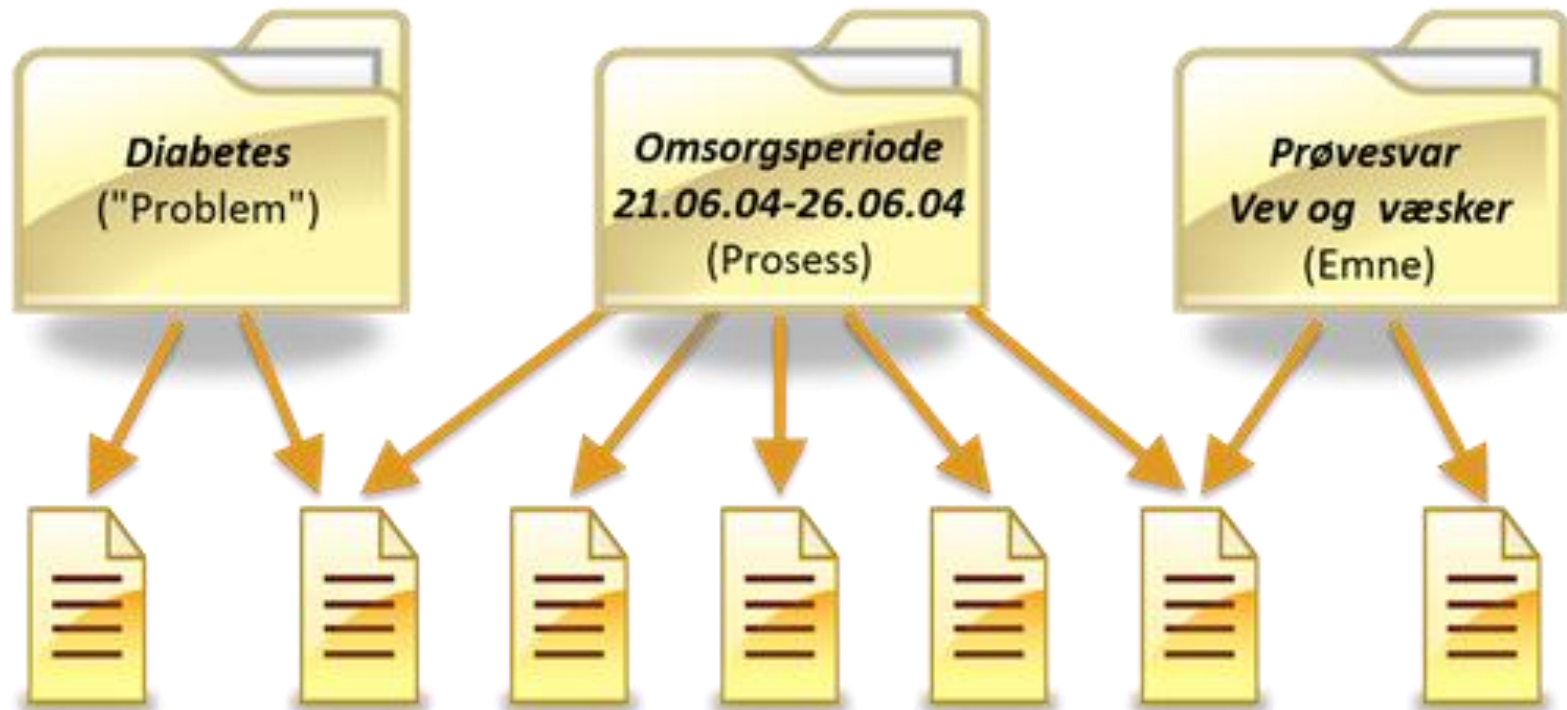 Diabetes
("Problem")
Omsorgsperiode
21.06.04-26.06.04
(Prosess)
Prøvesvar
Vev og væsker
(Emne)